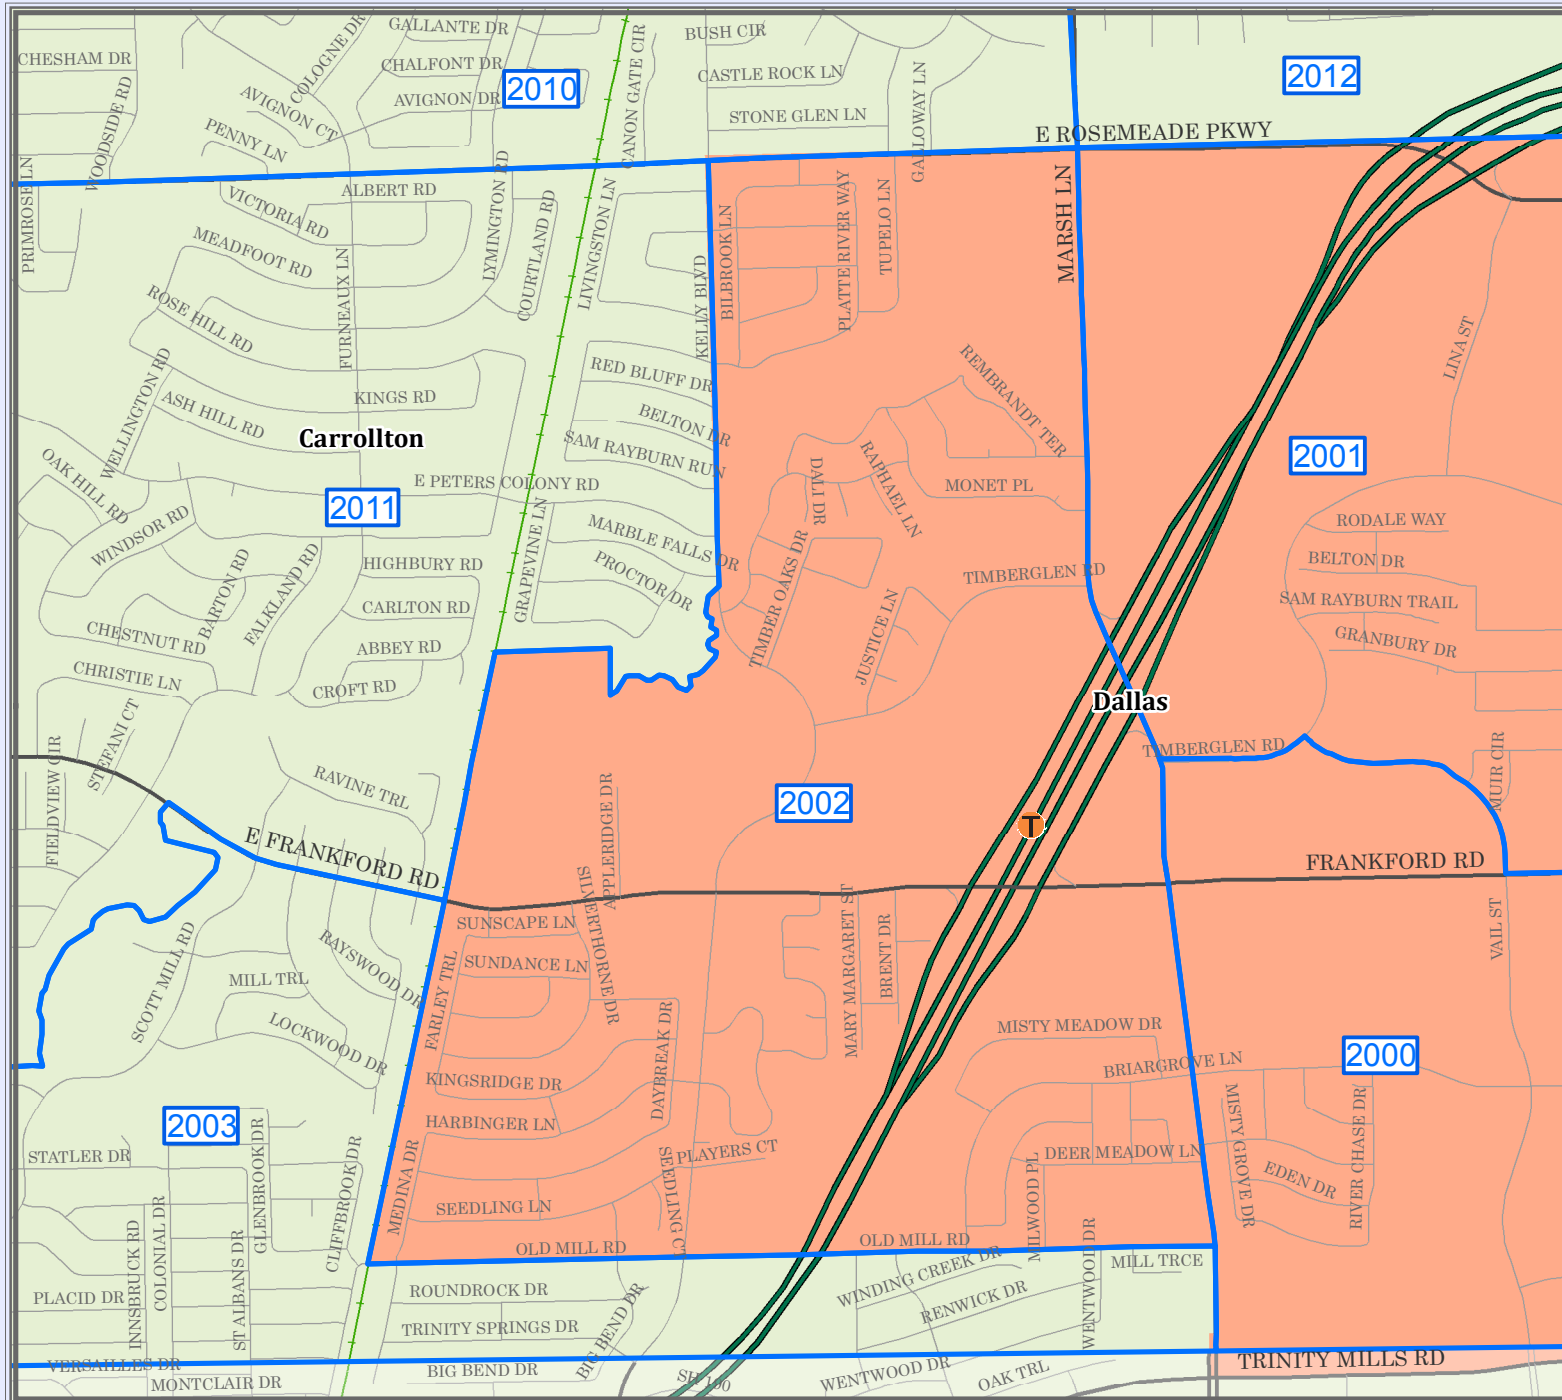 GALLANTE DR
BUSH CIR
CHESHAM DR
COLOGNE DR
CHALFONT DR
CASTLE ROCK LN
2012
2010
AVIGNON DR
AVIGNON CT
CANON GATE CIR
STONE GLEN LN
GALLOWAY LN
E ROSEMEADE PKWY
WOODSIDE RD
PENNY LN
PRIMROSE LN
ALBERT RD
VICTORIA RD
LYMINGTON RD
COURTLAND RD
LIVINGSTON LN
KELLY BLVD
BILBROOK LN
PLATTE RIVER WAY
TUPELO LN
MARSH LN
MEADFOOT RD
FURNEAUX LN
ROSE HILL RD
LINA ST
WELLINGTON RD
RED BLUFF DR
REMBRANDT TER
KINGS RD
ASH HILL RD
BELTON DR
Carrollton
SAM RAYBURN RUN
RAPHAEL LN
2001
OAK HILL RD
E PETERS COLONY RD
DALI DR
MONET PL
2011
WINDSOR RD
GRAPEVINE LN
MARBLE FALLS DR
RODALE WAY
BARTON RD
FALKLAND RD
HIGHBURY RD
PROCTOR DR
TIMBER OAKS DR
TIMBERGLEN RD
BELTON DR
CARLTON RD
JUSTICE LN
SAM RAYBURN TRAIL
CHESTNUT RD
ABBEY RD
GRANBURY DR
CHRISTIE LN
CROFT RD
Dallas
STEFANI CT
FIELDVIEW CIR
TIMBERGLEN RD
MUIR CIR
RAVINE TRL
APPLERIDGE DR
2002
T
E FRANKFORD RD
FRANKFORD RD
SILVERTHORNE DR
MARY MARGARET ST
BRENT DR
VAIL ST
SUNSCAPE LN
SCOTT MILL RD
RAYSWOOD DR
FARLEY TRL
SUNDANCE LN
MILL TRL
LOCKWOOD DR
DAYBREAK DR
MISTY MEADOW DR
2000
BRIARGROVE LN
KINGSRIDGE DR
2003
HARBINGER LN
MISTY GROVE DR
RIVER CHASE DR
STATLER DR
GLENBROOK DR
CLIFFBROOK DR
MEDINA DR
SEEDLING CT
PLAYERS CT
DEER MEADOW LN
MILWOOD PL
EDEN DR
SEEDLING LN
INNSBRUCK RD
COLONIAL DR
ST ALBANS DR
OLD MILL RD
OLD MILL RD
WENTWOOD DR
MILL TRCE
PLACID DR
ROUNDROCK DR
WINDING CREEK DR
RENWICK DR
TRINITY SPRINGS DR
BIG BEND DR
VERSAILLES DR
BIG BEND DR
TRINITY MILLS RD
MONTCLAIR DR
SH 190
WENTWOOD DR
OAK TRL